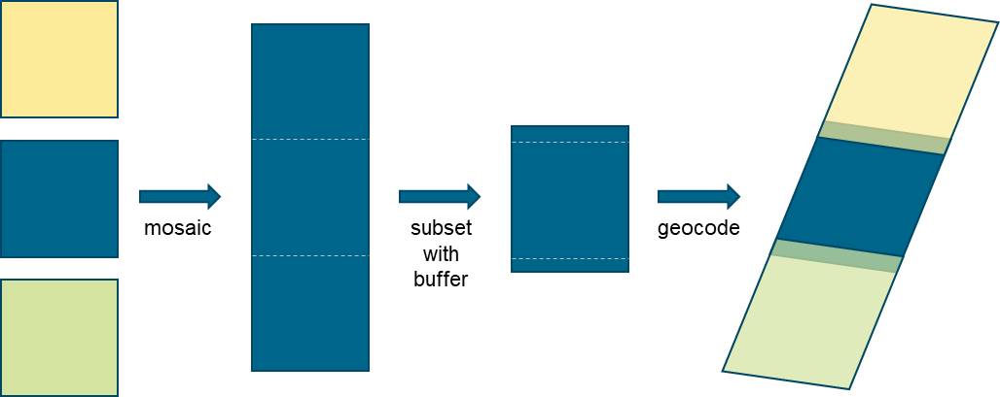 mosaic
subset
with
buffer
geocode